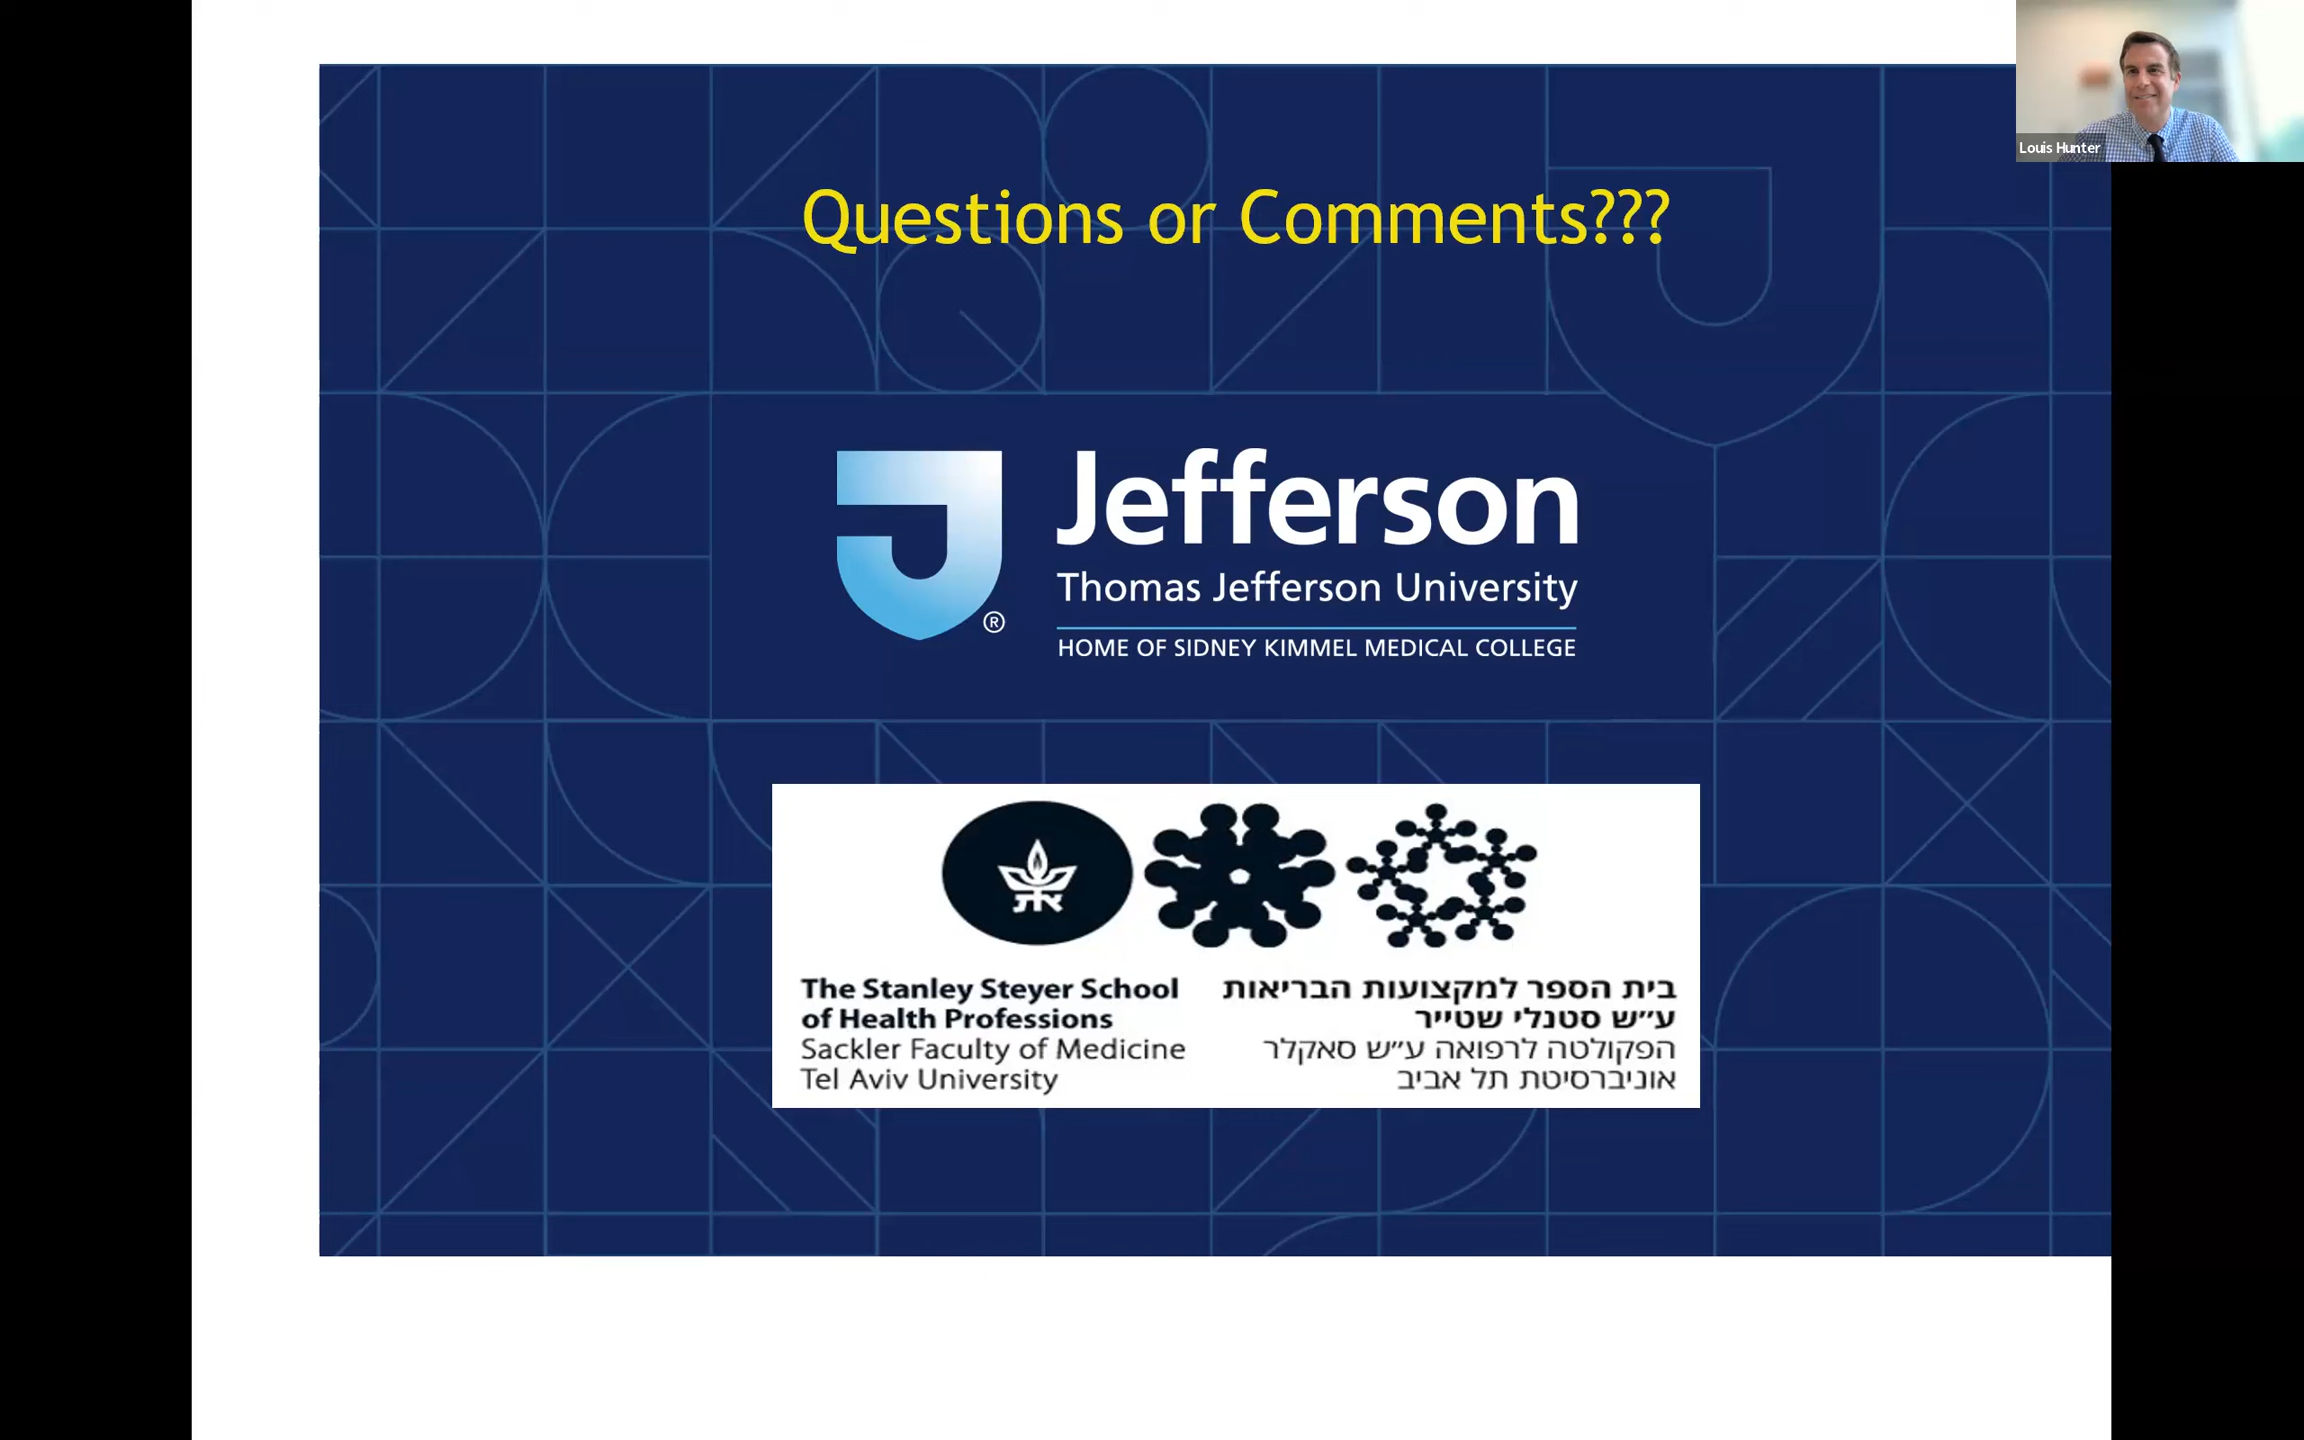 Louis Hunter
Questions or Comments???
Jefferson
Thomas Jefferson University
HOME OF SIDNEY KIMMEL MEDICAL COLLEGE
®
את
The Stanley Steyer School
of Health Professions
Sackler Faculty of Medicine
Tel Aviv University
בית הספר למקצועות הבריאות
ע״ש סטנלי שטייר
הפקולטה לרפואה ע״ש סאקלר
אוניברסיטת תל אביב